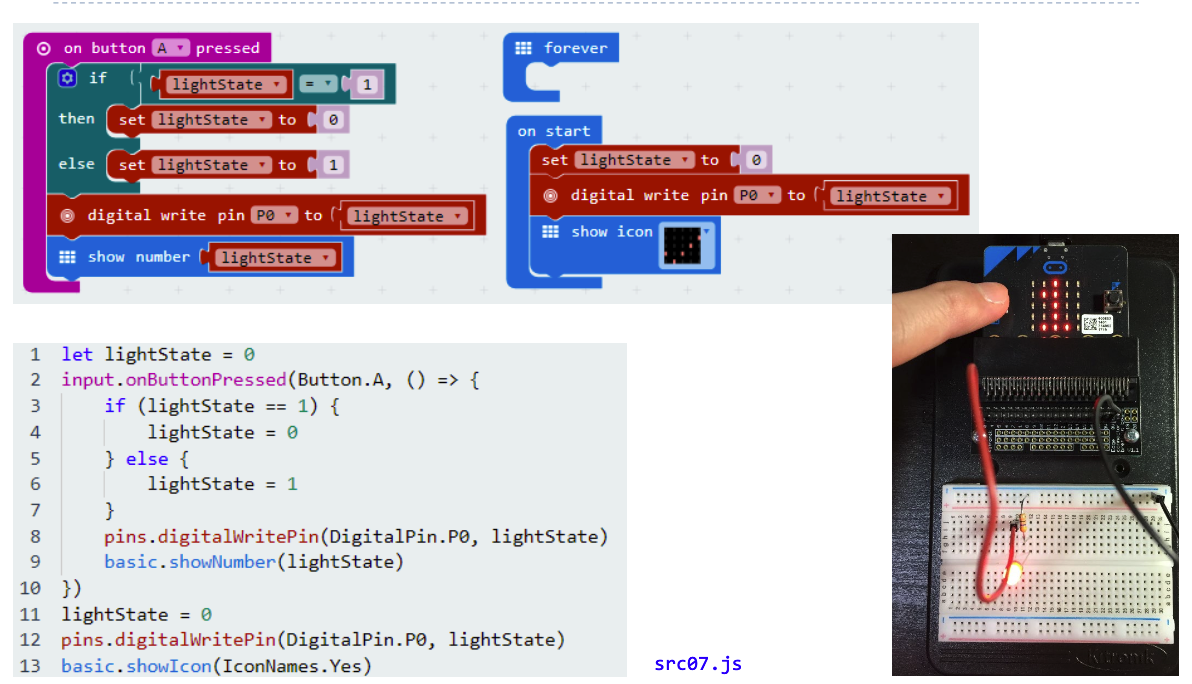 on button A pressed
if lightState = 1
then set lightState to 0
else set lightState to 1
digital write pin P0 to lightState
show number lightState
forever
on start
set lightState to 0
digital write pin P0 to lightState
show icon
1 let lightState = 0
2 input.onButtonPressed(Button.A, () => {
3 if (lightState == 1) {
4 lightState = 0
5 } else {
6 lightState = 1
7 }
8 pins.digitalWritePin(DigitalPin.P0, lightState)
9 basic.showNumber(lightState)
10 })
11 lightState = 0
12 pins.digitalWritePin(DigitalPin.P0, lightState)
13 basic.showIcon(IconNames.Yes)
src07.js
1
Kitronik